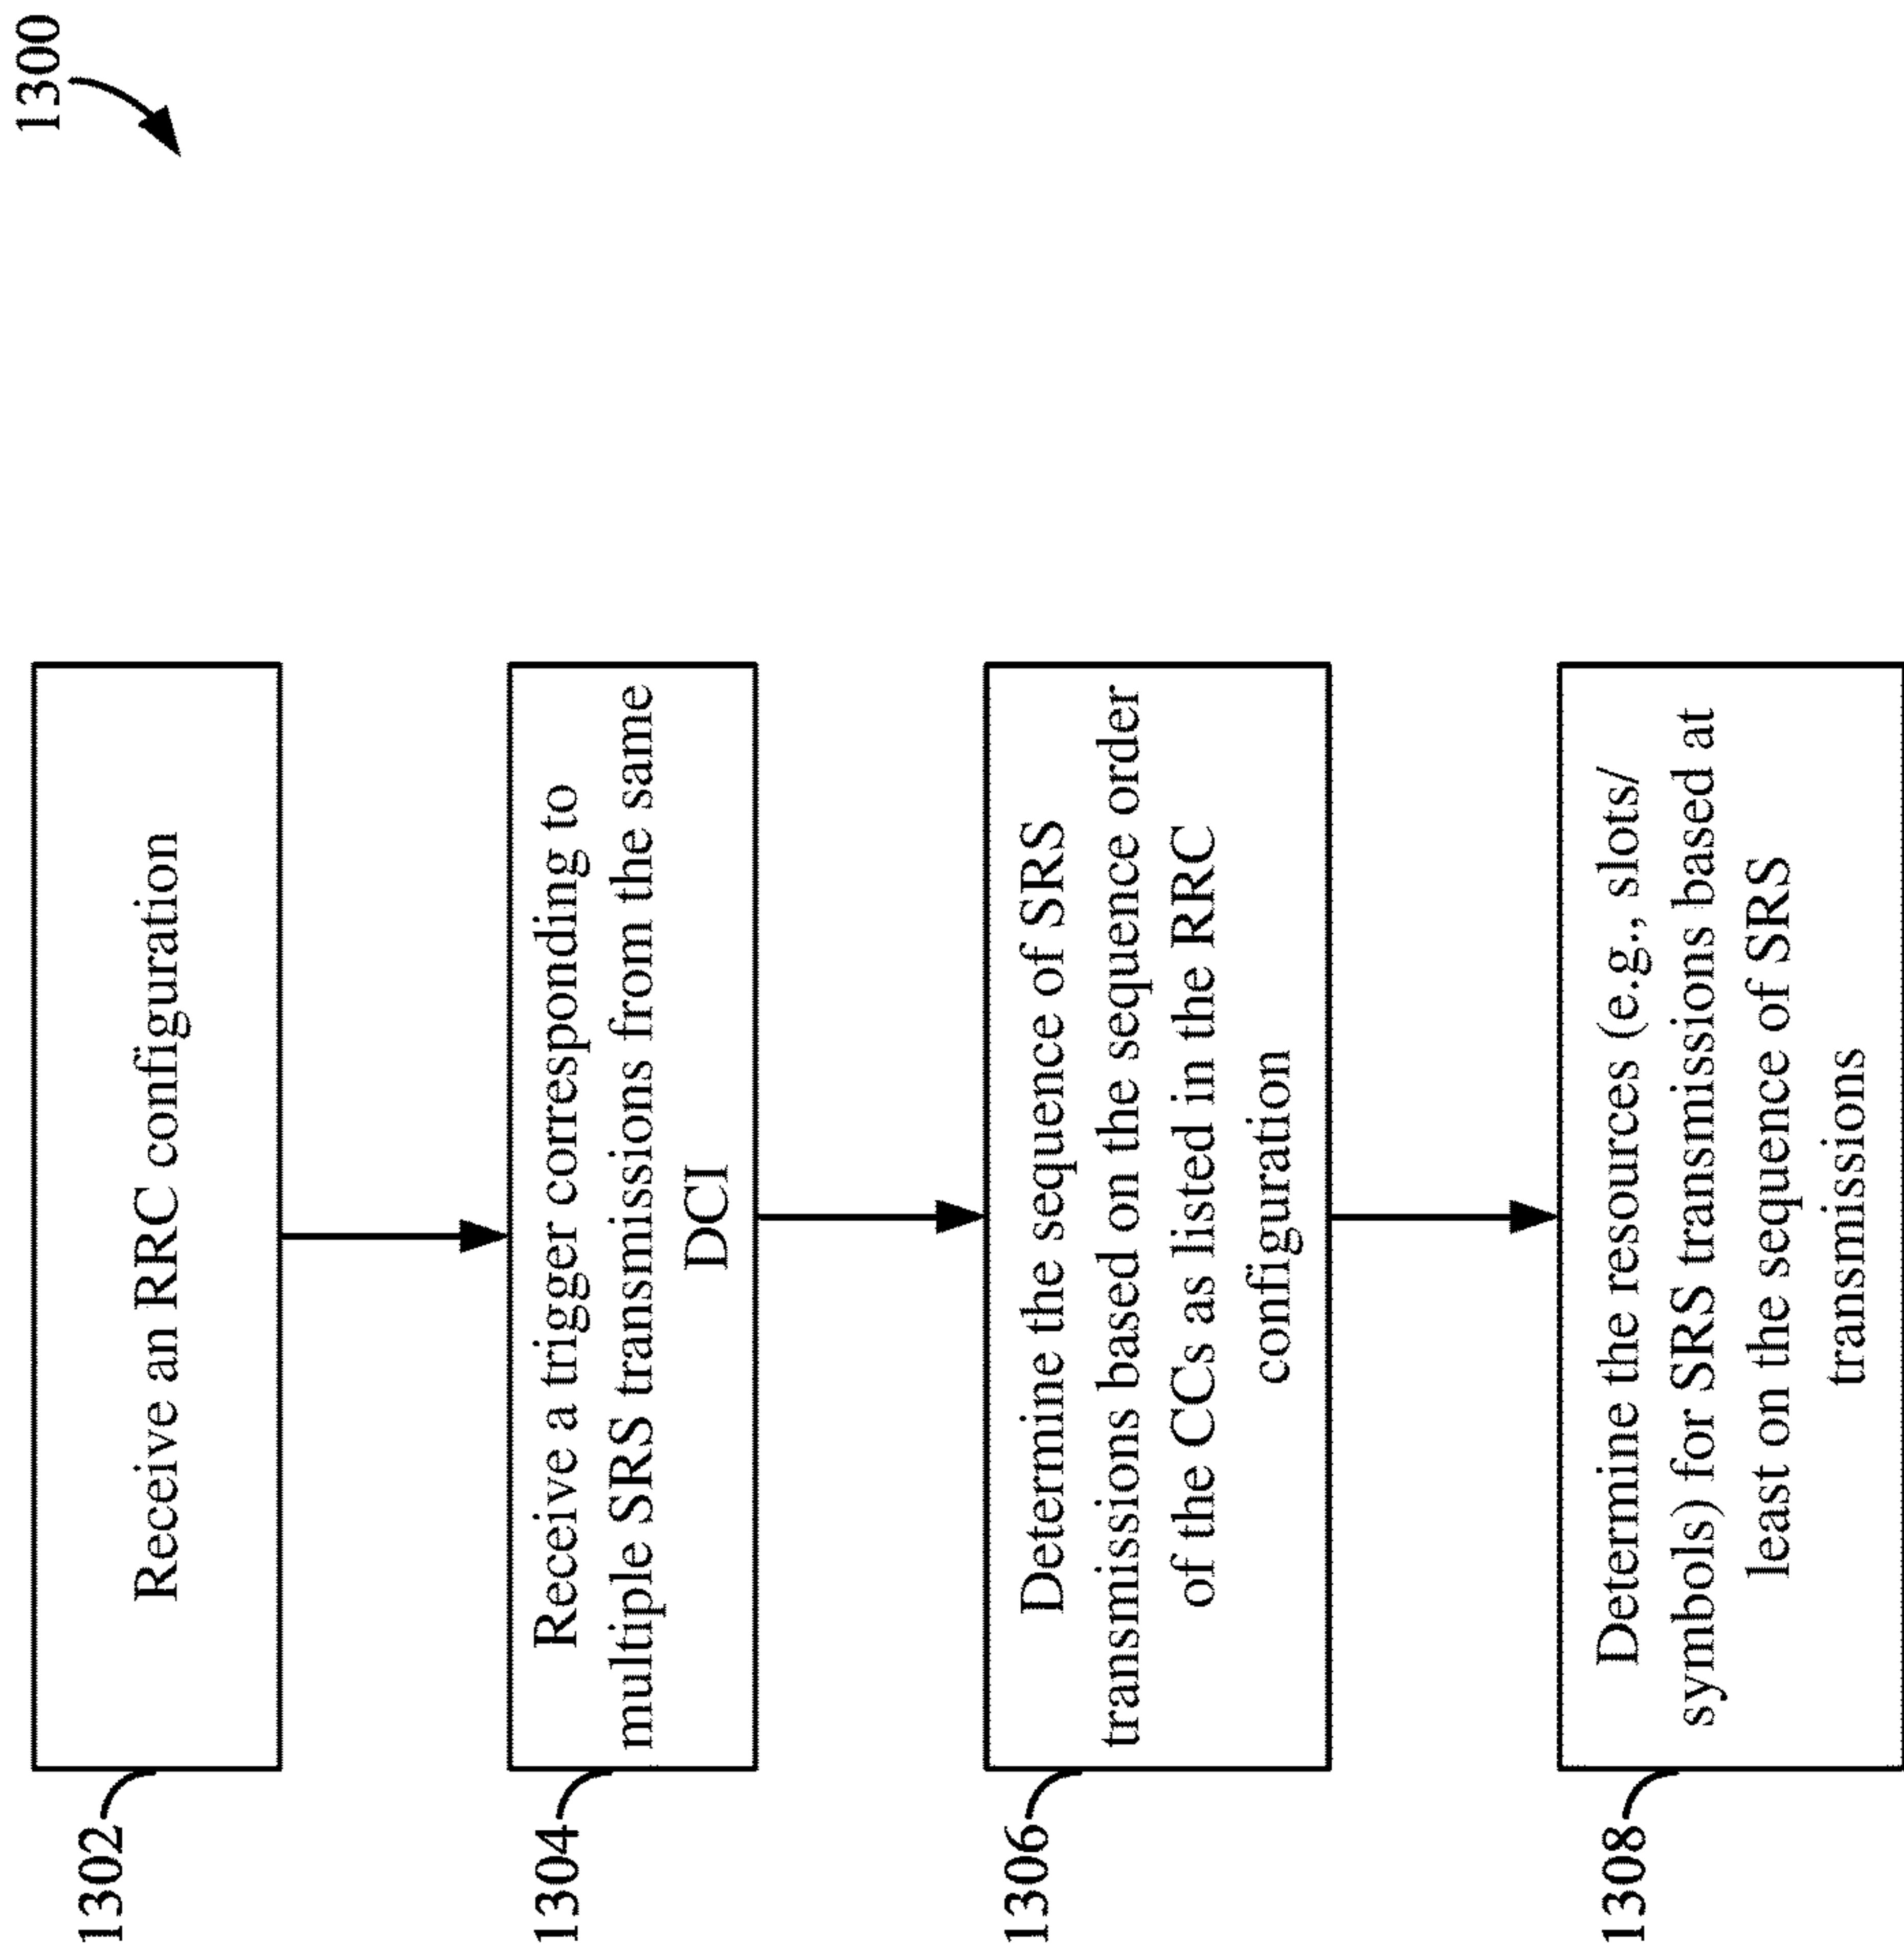 1300
1302
Receive an RRC configuration
1304
Receive a trigger corresponding to
multiple SRS transmissions from the same
DCI
1306
Determine the sequence of SRS
transmissions based on the sequence order
of the CCs as listed in the RRC
configuration
1308
Determine the resources (e.g., slots/
symbols) for SRS transmissions based at
least on the sequence of SRS
transmissions